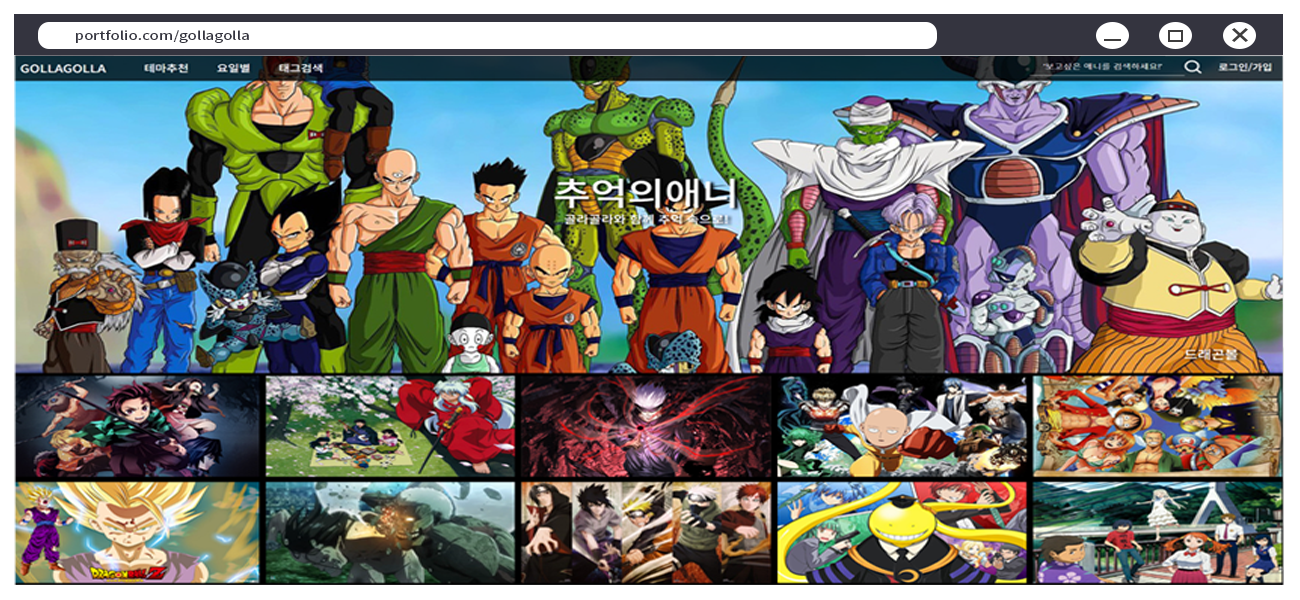 portfolio.com/gollagolla
GOLLAGOLLA 테마추천 요일별 태그검색 "보고싶은 애니를 검색하세요!" 로그인/가입
추억의애니
골라골라와 함께 추억 속으로!
드래곤볼
DRAGONBALL Z